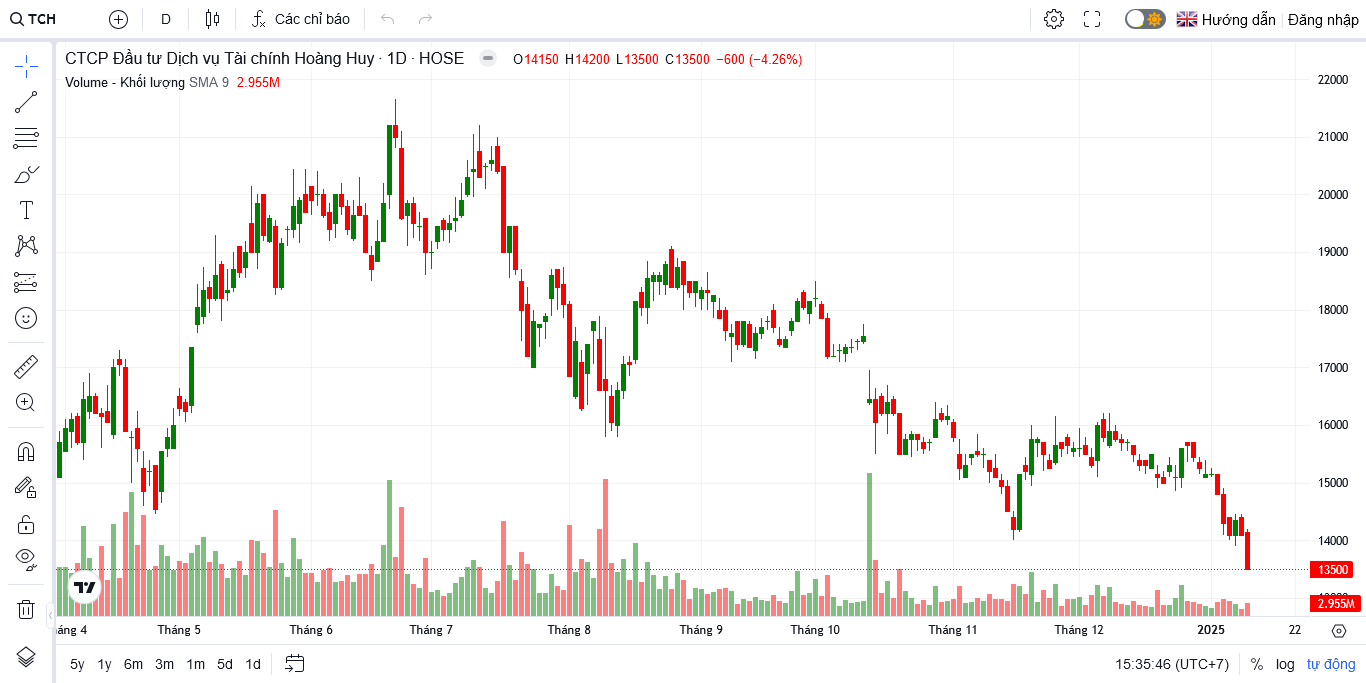 TCH D Các chỉ báo Hướng dẫn Đăng nhập
CTCP Đầu tư Dịch vụ Tài chính Hoàng Huy · 1D · HOSE O14150 H14200 L13500 C13500 −600 (−4.26%)
Volume - Khối lượng SMA 9 2.955M
22000
21000
20000
19000
18000
17000
16000
15000
14000
13500
2.955M
áng 4 Tháng 5 Tháng 6 Tháng 7 Tháng 8 Tháng 9 Tháng 10 Tháng 11 Tháng 12 2025 22
5y 1y 6m 3m 1m 5d 1d 15:35:46 (UTC+7) % log tự động